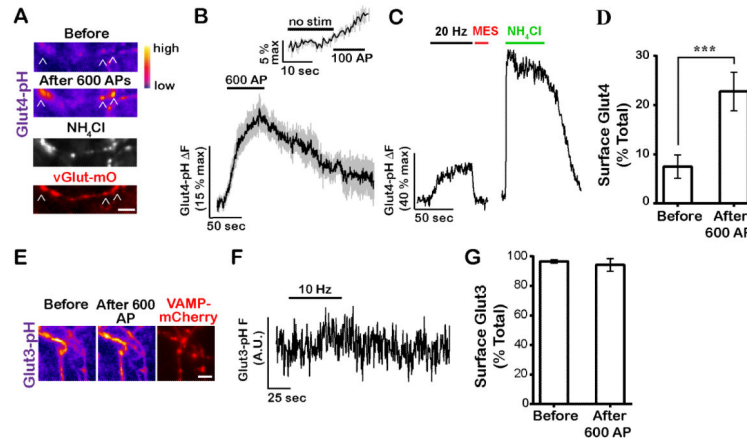 A
Before
high
low
After 600 APs
Glut4-pH
NH4Cl
vGlut-mO
B
no stim
5 % max
10 sec
100 AP
600 AP
Glut4-pH ΔF
(15 % max)
50 sec
C
20 Hz
MES
NH4Cl
Glut4-pH ΔF
(40 % max)
50 sec
D
Surface Glut4
(% Total)
30
20
10
0
***
Before
After
600 AP
E
Before
After 600
AP
VAMP-
mCherry
Glut3-pH
F
10 Hz
Glut3-pH F
(A.U.)
25 sec
G
Surface Glut3
(% Total)
100
80
60
40
20
0
Before
After
600 AP